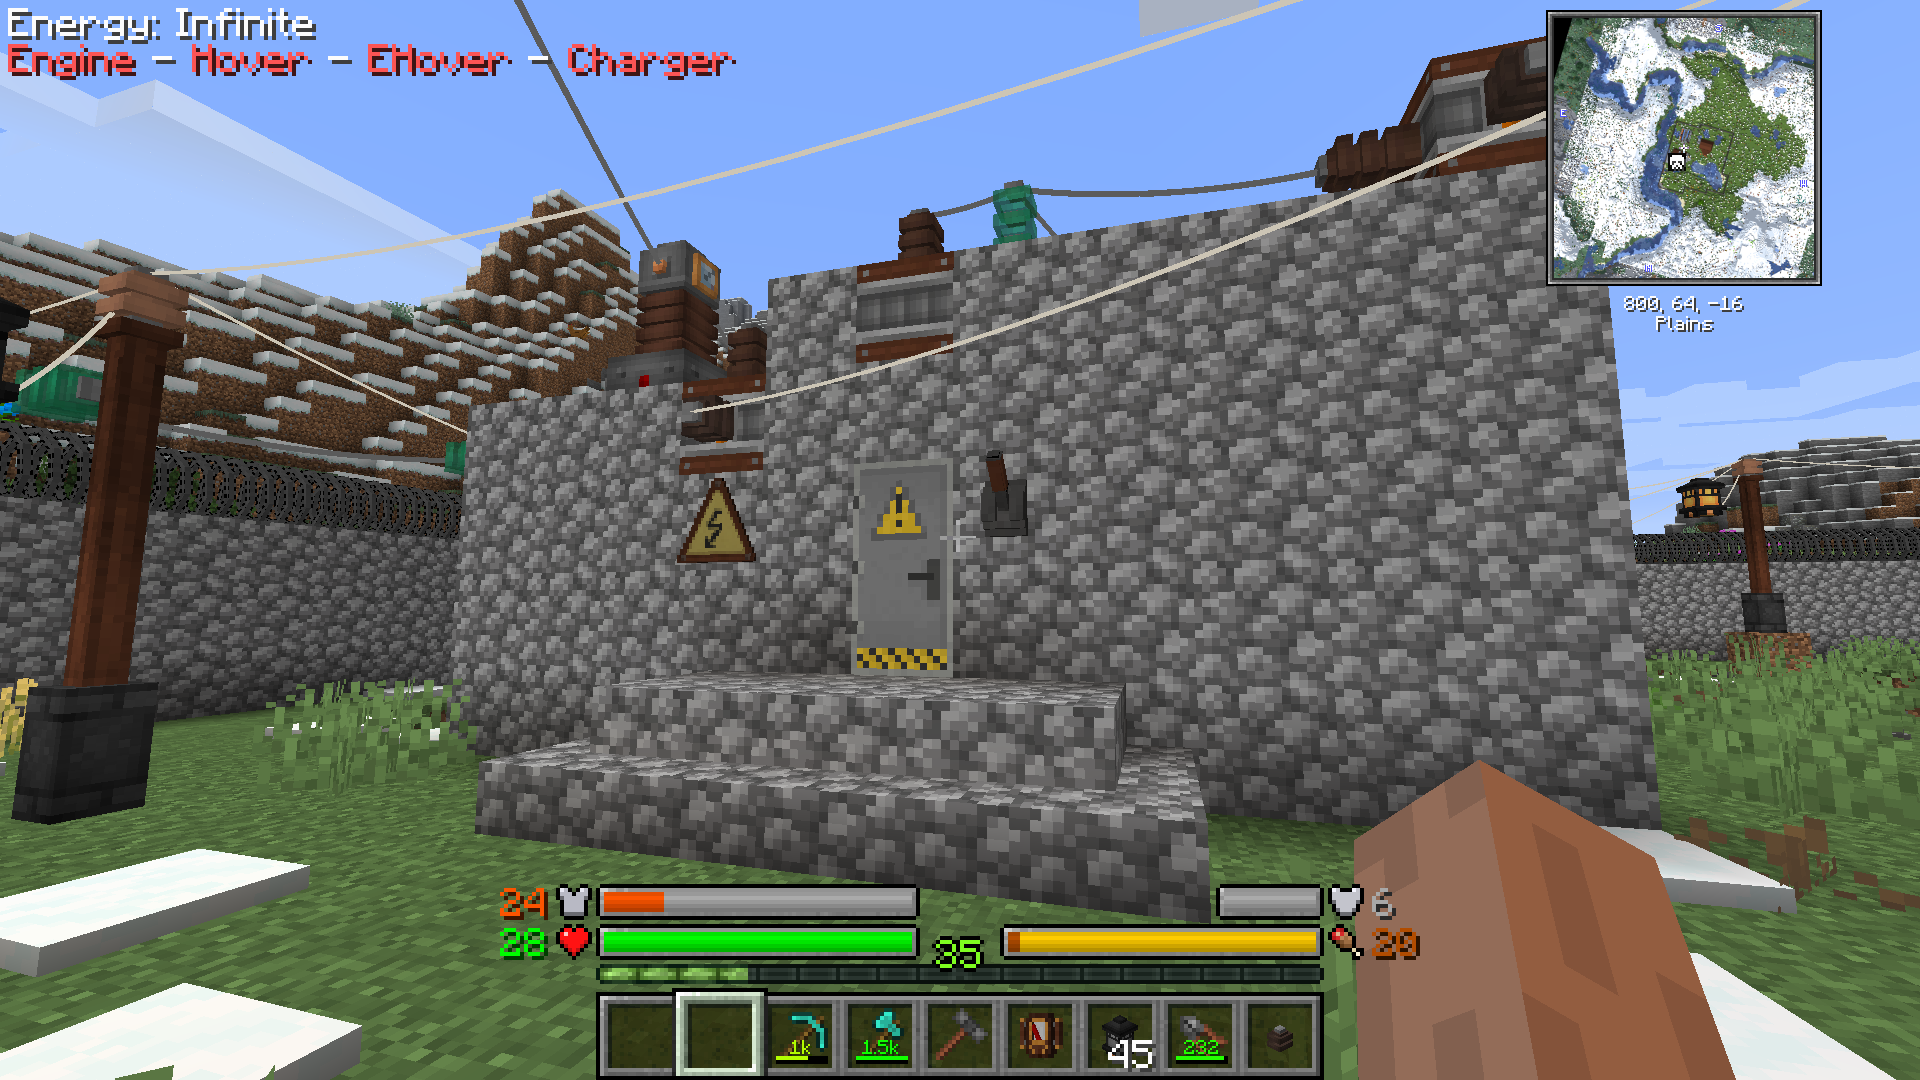 Energy: Infinite
Engine - Hover - EHover - Charger
800, 64, -16
Plains
24
6
28
35
29
1k
1.5k
45
232